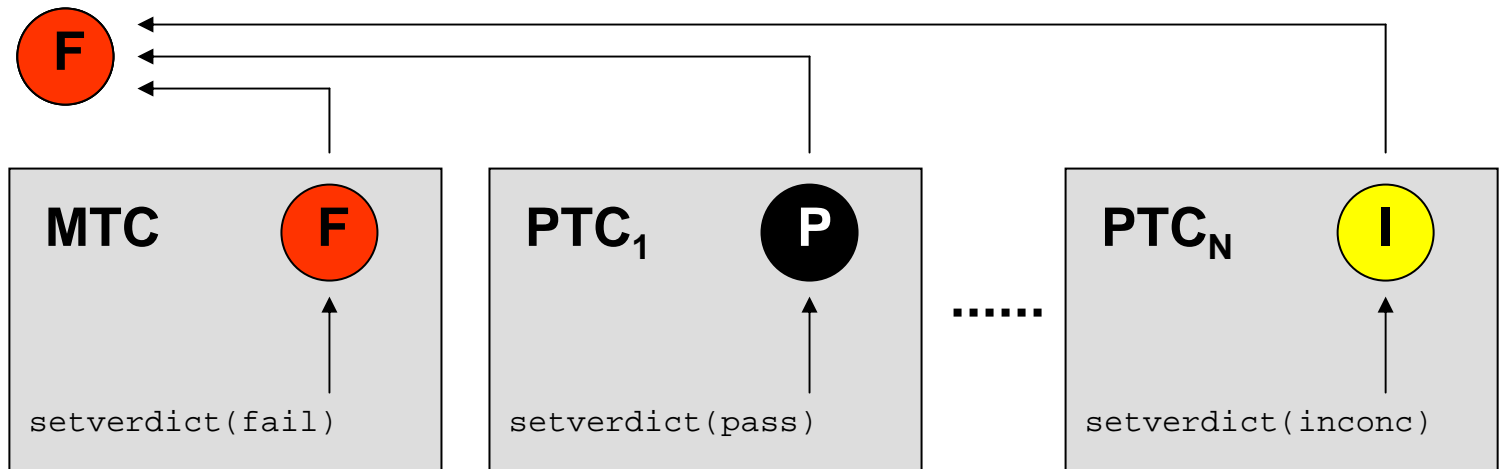 F
MTC F
PTC1 P
PTCN I
......
setverdict(fail)
setverdict(pass)
setverdict(inconc)